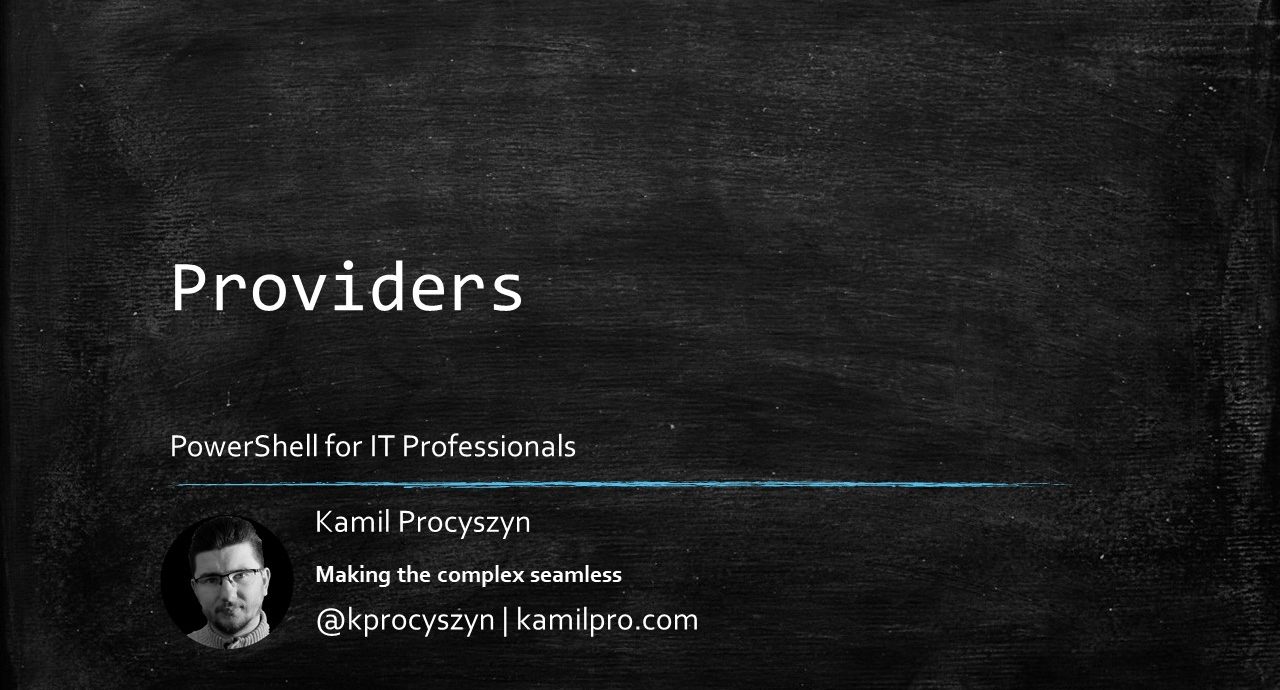 Providers
PowerShell for IT Professionals
Kamil Procyszyn
Making the complex seamless
@kprocyszyn | kamilpro.com